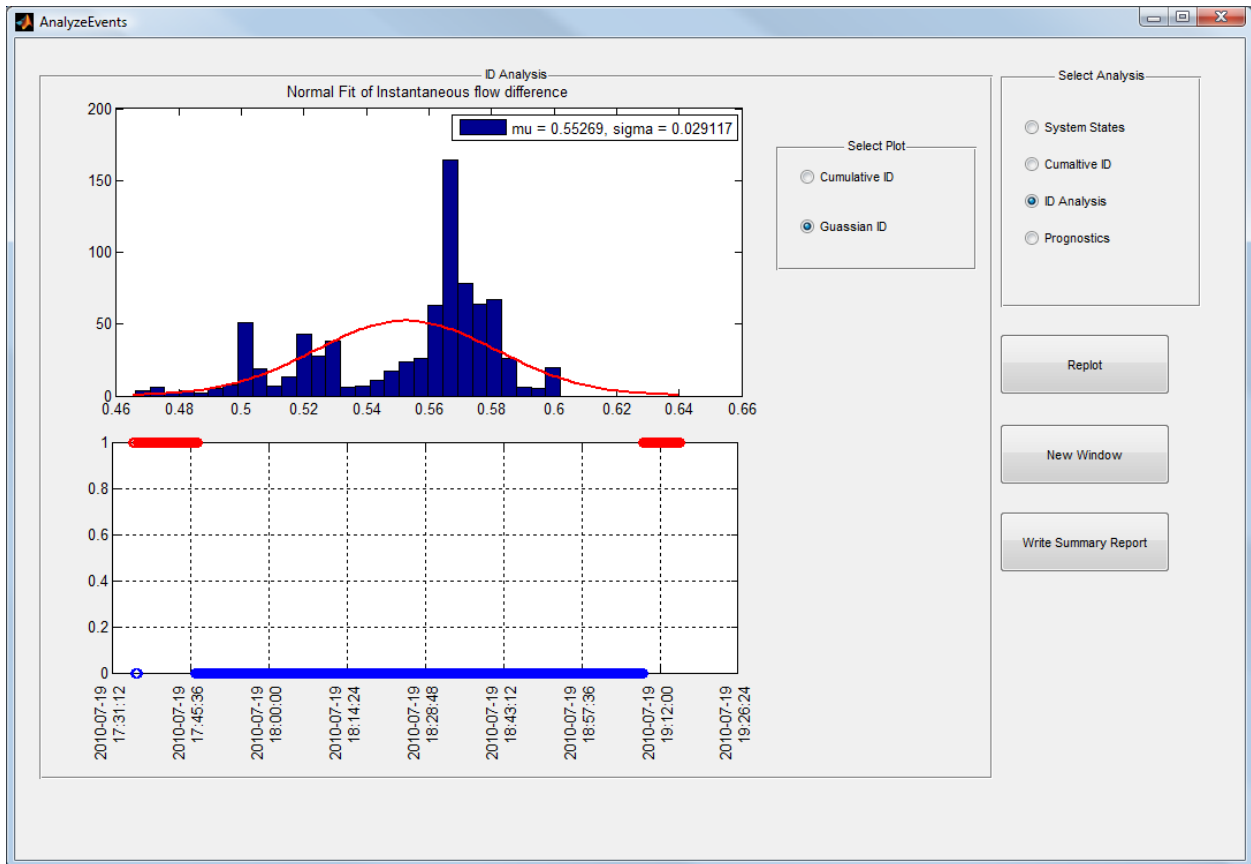 AnalyzeEvents
ID Analysis
Normal Fit of Instantaneous flow difference
200
150
100
50
0
mu = 0.55269, sigma = 0.029117
0.46 0.48 0.5 0.52 0.54 0.56 0.58 0.6 0.62 0.64 0.66
1
0.8
0.6
0.4
0.2
0
2010-07-19 17:31:12
2010-07-19 17:45:36
2010-07-19 18:00:00
2010-07-19 18:14:24
2010-07-19 18:28:48
2010-07-19 18:43:12
2010-07-19 18:57:36
2010-07-19 19:12:00
2010-07-19 19:26:24
Select Plot
Cumulative ID
Guassian ID
Select Analysis
System States
Cumaltive ID
ID Analysis
Prognostics
Replot
New Window
Write Summary Report